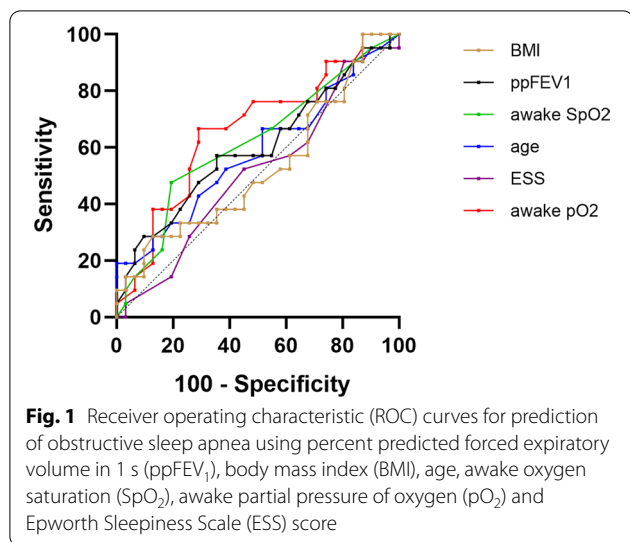 100
80
60
40
20
0
Sensitivity
0 20 40 60 80 100
100 - Specificity
BMI
ppFEV1
awake SpO2
age
ESS
awake pO2
Fig. 1 Receiver operating characteristic (ROC) curves for prediction
of obstructive sleep apnea using percent predicted forced expiratory
volume in 1 s (ppFEV₁), body mass index (BMI), age, awake oxygen
saturation (SpO₂), awake partial pressure of oxygen (pO₂) and
Epworth Sleepiness Scale (ESS) score